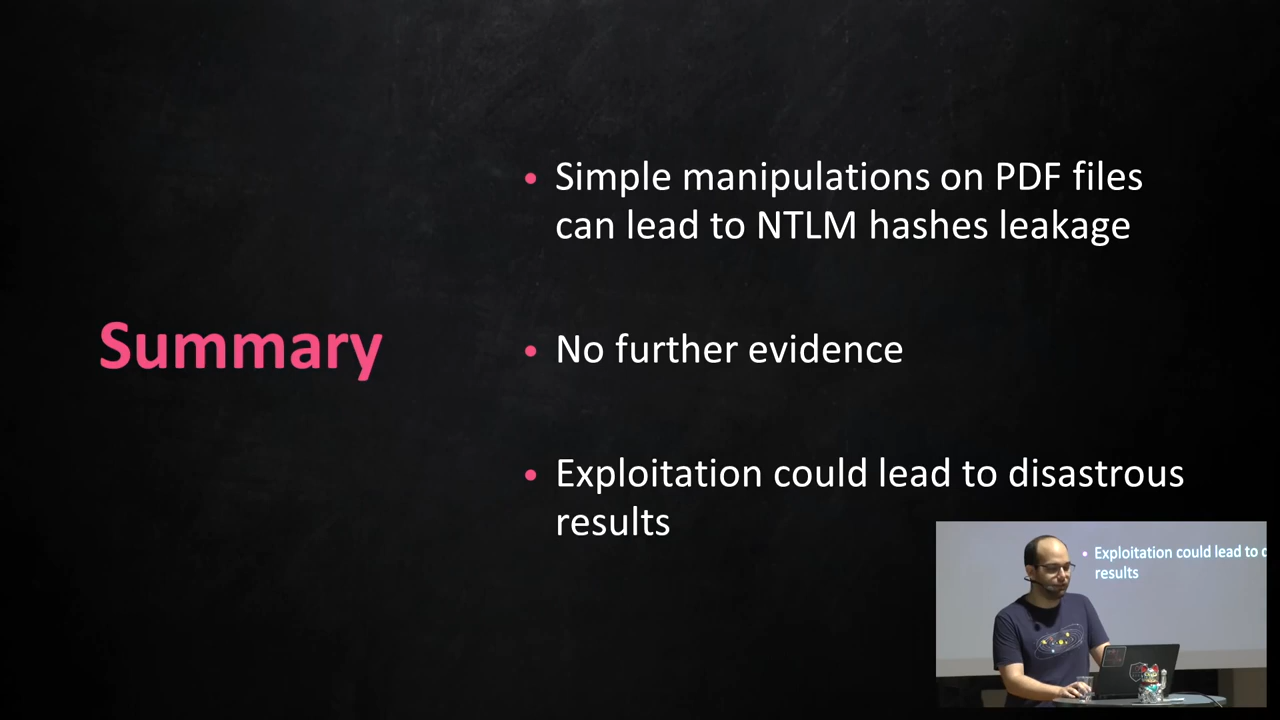 Summary
• Simple manipulations on PDF files
can lead to NTLM hashes leakage
• No further evidence
• Exploitation could lead to disastrous
results
• Exploitation could lead to
results